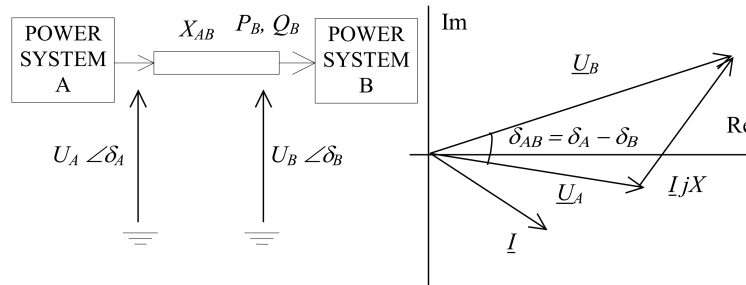 POWER
SYSTEM
A
X_AB
P_B, Q_B
POWER
SYSTEM
B
U_A ∠δ_A
U_B ∠δ_B
Im
U_B
Re
δ_AB = δ_A − δ_B
U_A
I jX
I